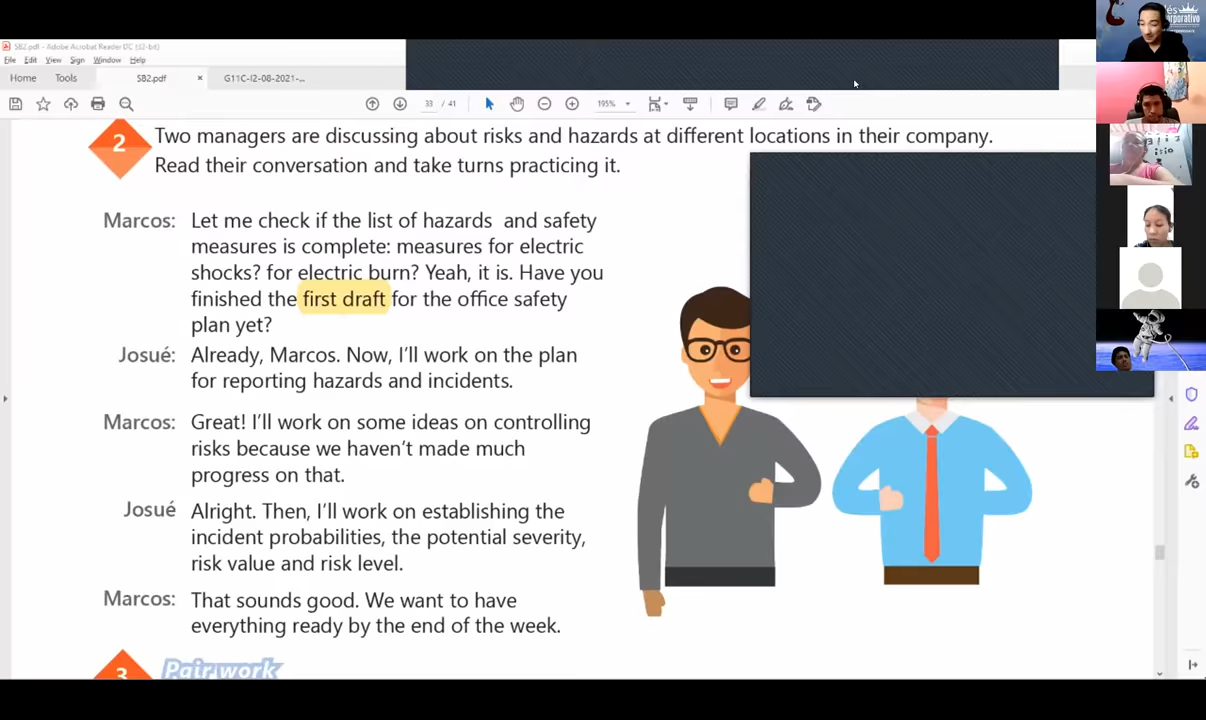 SB2.pdf - Adobe Acrobat Reader DC (32-bit)
File Edit View Sign Window Help
Home Tools SB2.pdf × G11C-I2-08-2021-...
33 / 41 195%
2 Two managers are discussing about risks and hazards at different locations in their company.
Read their conversation and take turns practicing it.
Marcos: Let me check if the list of hazards and safety
measures is complete: measures for electric
shocks? for electric burn? Yeah, it is. Have you
finished the first draft for the office safety
plan yet?
Josué: Already, Marcos. Now, I'll work on the plan
for reporting hazards and incidents.
Marcos: Great! I'll work on some ideas on controlling
risks because we haven't made much
progress on that.
Josué Alright. Then, I'll work on establishing the
incident probabilities, the potential severity,
risk value and risk level.
Marcos: That sounds good. We want to have
everything ready by the end of the week.
3 Pair work